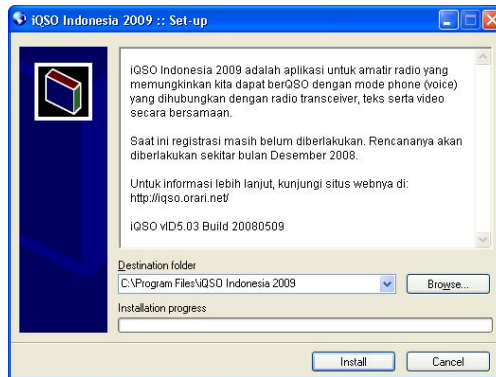 iQSO Indonesia 2009 :: Set-up
iQSO Indonesia 2009 adalah aplikasi untuk amatir radio yang
memungkinkan kita dapat berQSO dengan mode phone (voice)
yang dihubungkan dengan radio transceiver, teks serta video
secara bersamaan.
Saat ini registrasi masih belum diberlakukan. Rencananya akan
diberlakukan sekitar bulan Desember 2008.
Untuk informasi lebih lanjut, kunjungi situs webnya di:
http://iqso.orari.net/
iQSO vID5.03 Build 20080509
Destination folder
C:\Program Files\iQSO Indonesia 2009
Browse...
Installation progress
Install
Cancel